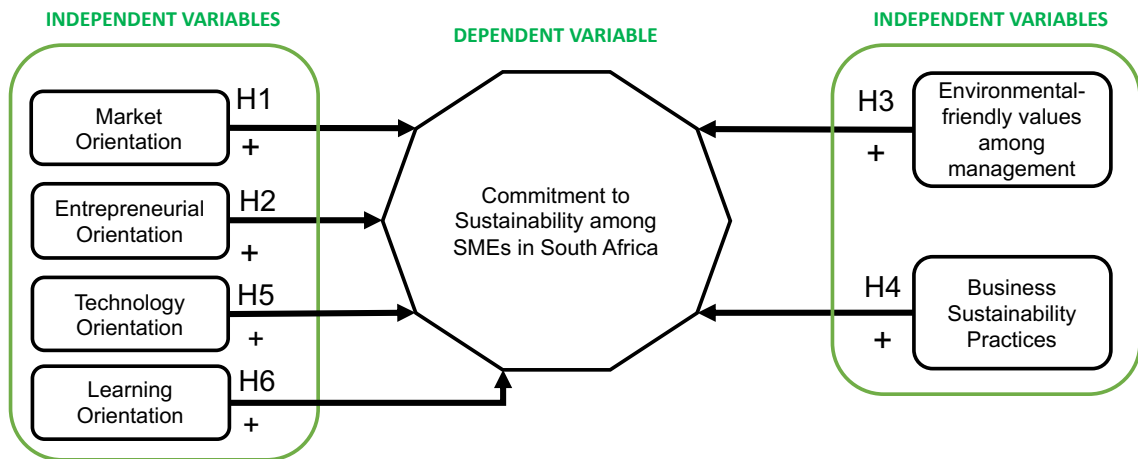 INDEPENDENT VARIABLES
Market
Orientation
H1
+
Entrepreneurial
Orientation
H2
+
Technology
Orientation
H5
+
Learning
Orientation
H6
+
DEPENDENT VARIABLE
Commitment to
Sustainability among
SMEs in South Africa
INDEPENDENT VARIABLES
H3
+
Environmental-
friendly values
among
management
H4
+
Business
Sustainability
Practices